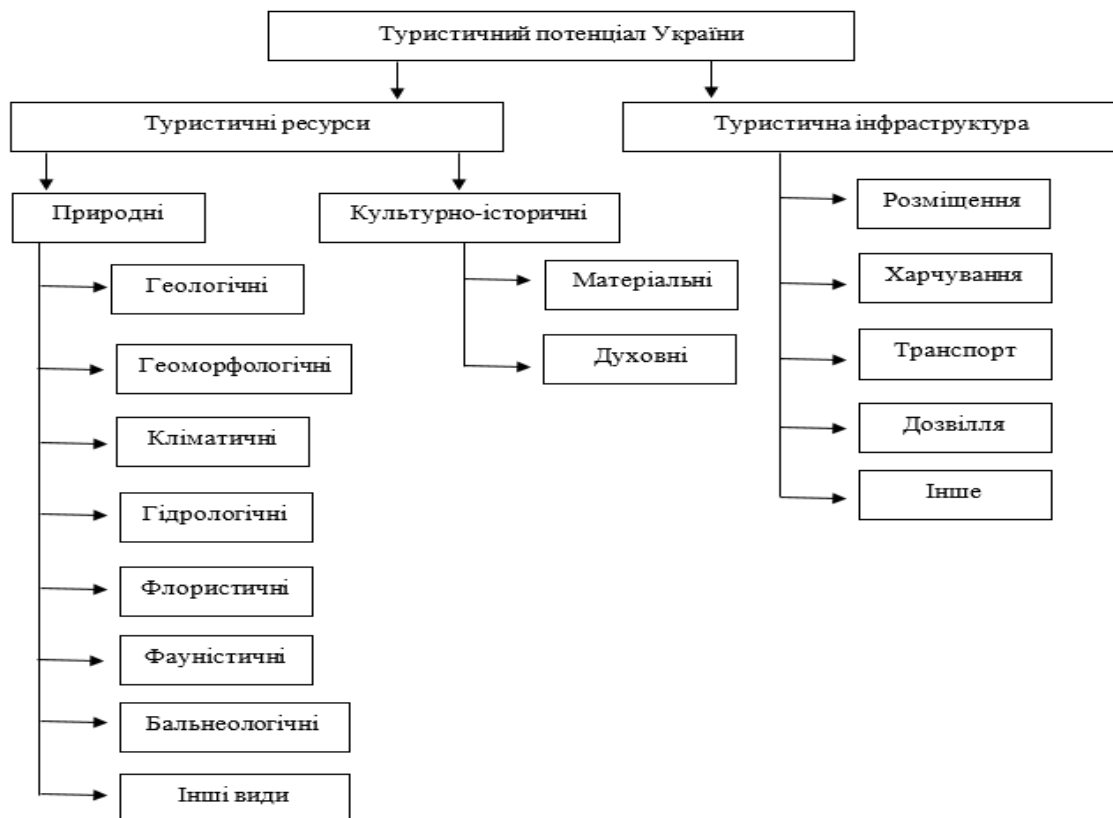 Туристичний потенціал України
Туристичні ресурси
Туристична інфраструктура
Природні
Культурно-історичні
Розміщення
Геологічні
Матеріальні
Харчування
Геоморфологічні
Духовні
Транспорт
Кліматичні
Дозвілля
Гідрологічні
Інше
Флористичні
Фауністичні
Бальнеологічні
Інші види